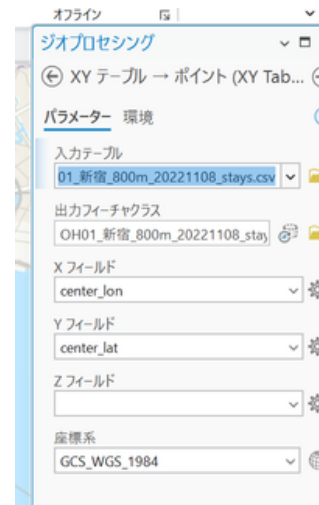 オフライン
ジオプロセシング
XY テーブル → ポイント (XY Tab...
パラメーター 環境
入力テーブル
01_新宿_800m_20221108_stays.csv
出力フィーチャクラス
OH01_新宿_800m_20221108_stay
X フィールド
center_lon
Y フィールド
center_lat
Z フィールド
座標系
GCS_WGS_1984